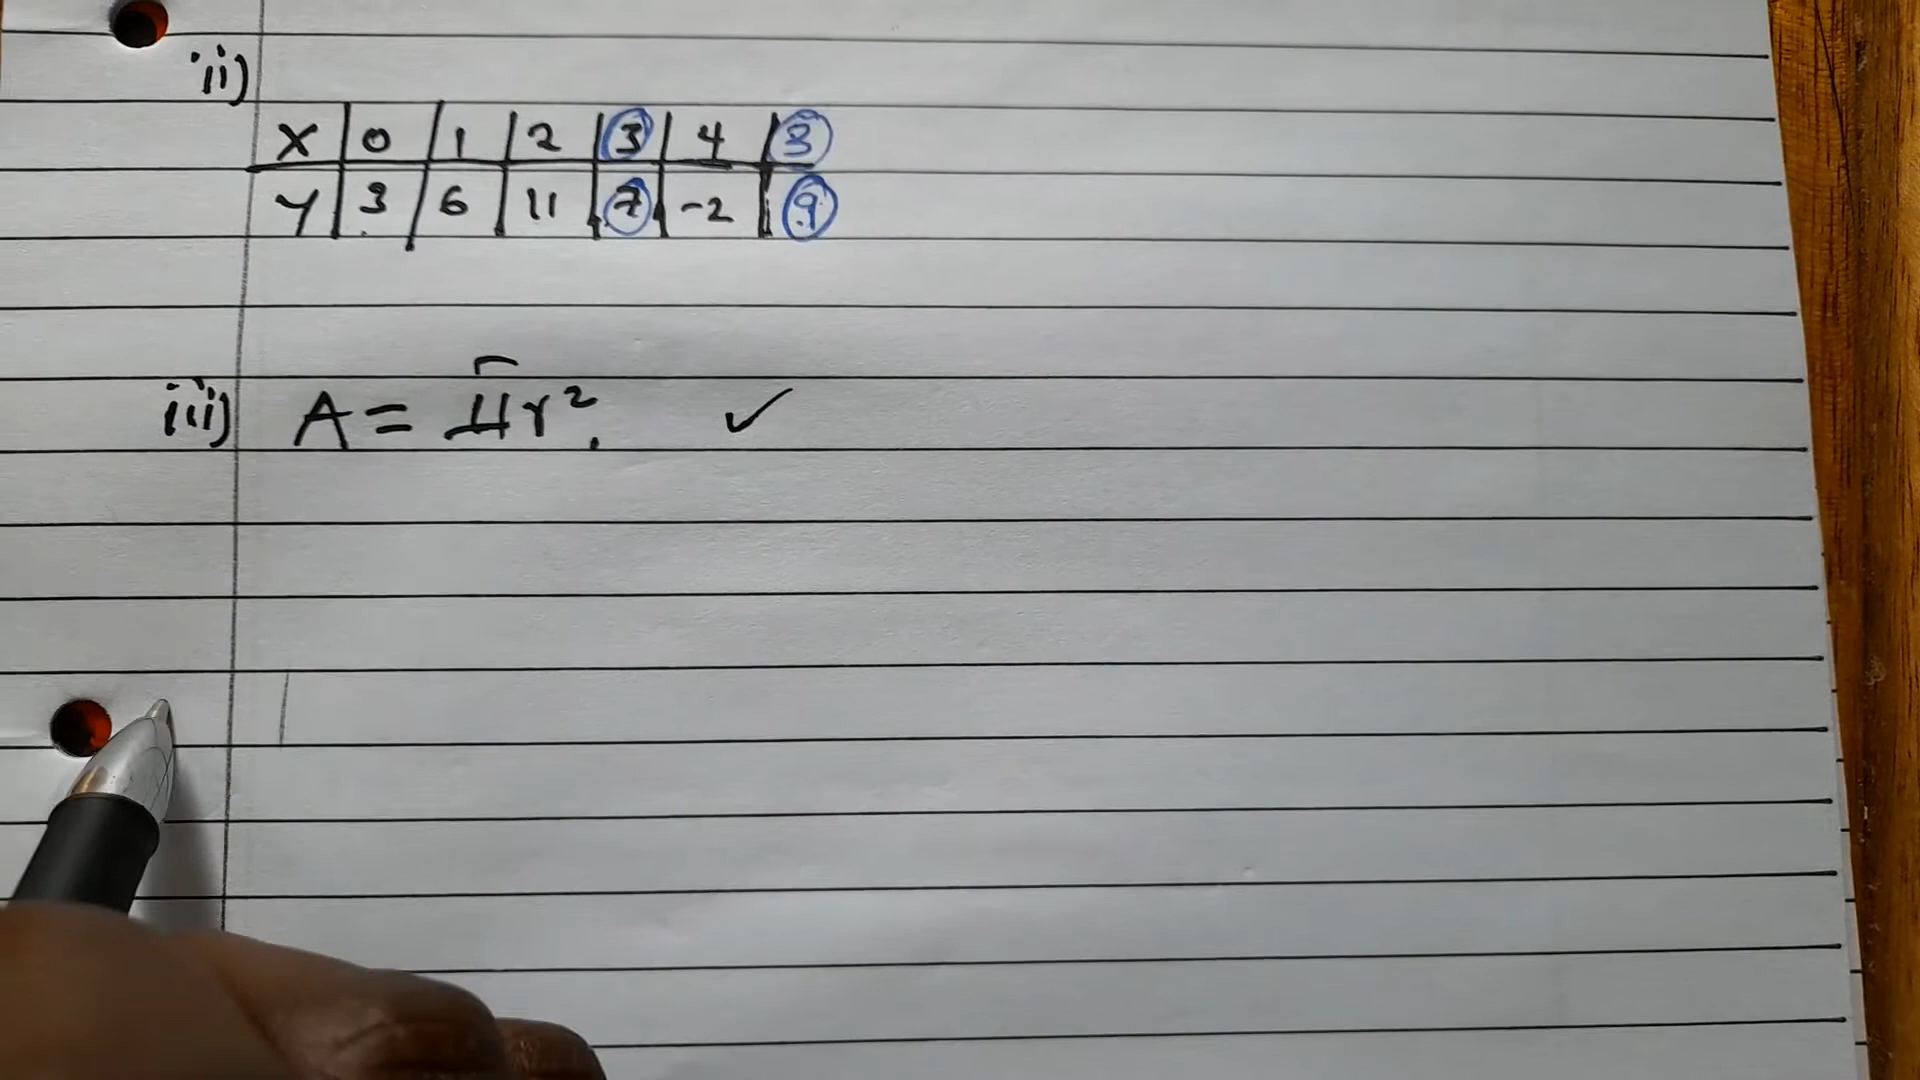 ii)
X | 0 | 1 | 2 | 3 | 4 | 3
Y | 3 | 6 | 11 | 7 | -2 | 9
iii) A = πr². ✓